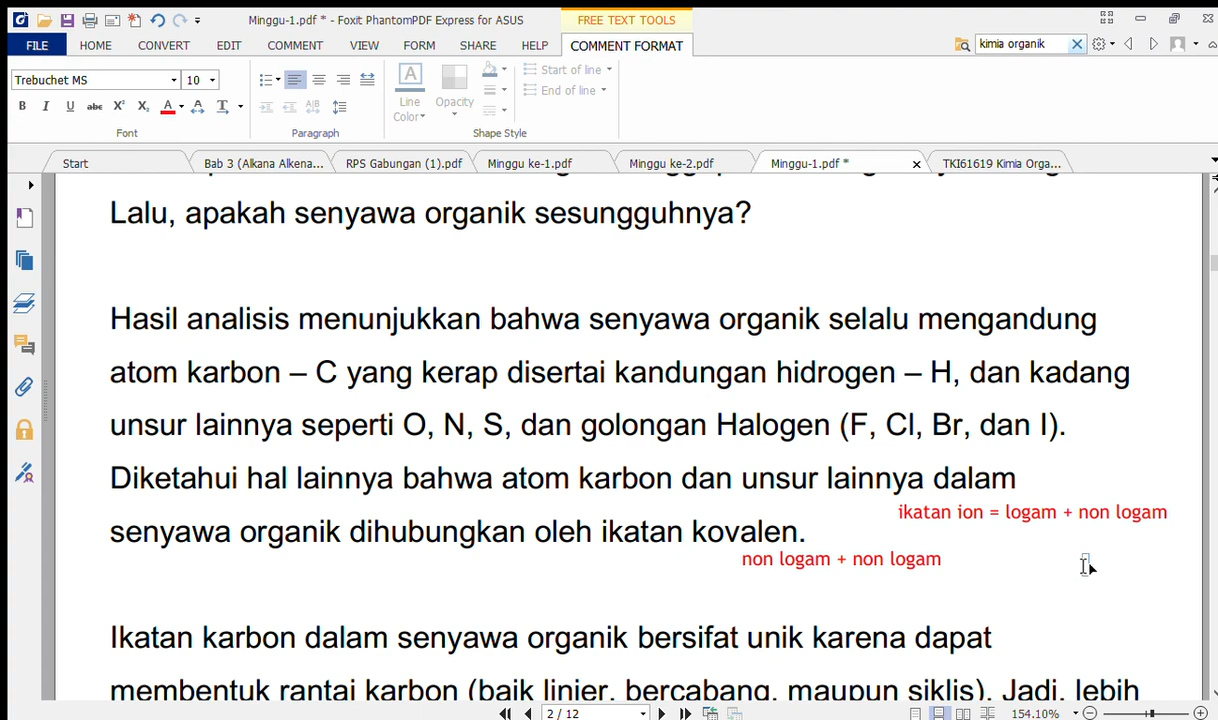 Minggu-1.pdf * - Foxit PhantomPDF Express for ASUS
FREE TEXT TOOLS
FILE HOME CONVERT EDIT COMMENT VIEW FORM SHARE HELP COMMENT FORMAT
kimia organik
Trebuchet MS 10
Line Color
Opacity
Start of line
End of line
Font Paragraph Shape Style
Start
Bab 3 (Alkana Alkena...
RPS Gabungan (1).pdf
Minggu ke-1.pdf
Minggu ke-2.pdf
Minggu-1.pdf *
TKI61619 Kimia Orga...
Lalu, apakah senyawa organik sesungguhnya?
Hasil analisis menunjukkan bahwa senyawa organik selalu mengandung
atom karbon – C yang kerap disertai kandungan hidrogen – H, dan kadang
unsur lainnya seperti O, N, S, dan golongan Halogen (F, Cl, Br, dan I).
Diketahui hal lainnya bahwa atom karbon dan unsur lainnya dalam
ikatan ion = logam + non logam
senyawa organik dihubungkan oleh ikatan kovalen.
non logam + non logam
Ikatan karbon dalam senyawa organik bersifat unik karena dapat
membentuk rantai karbon (baik linier, bercabang, maupun siklis). Jadi, lebih
2 / 12
154.10%